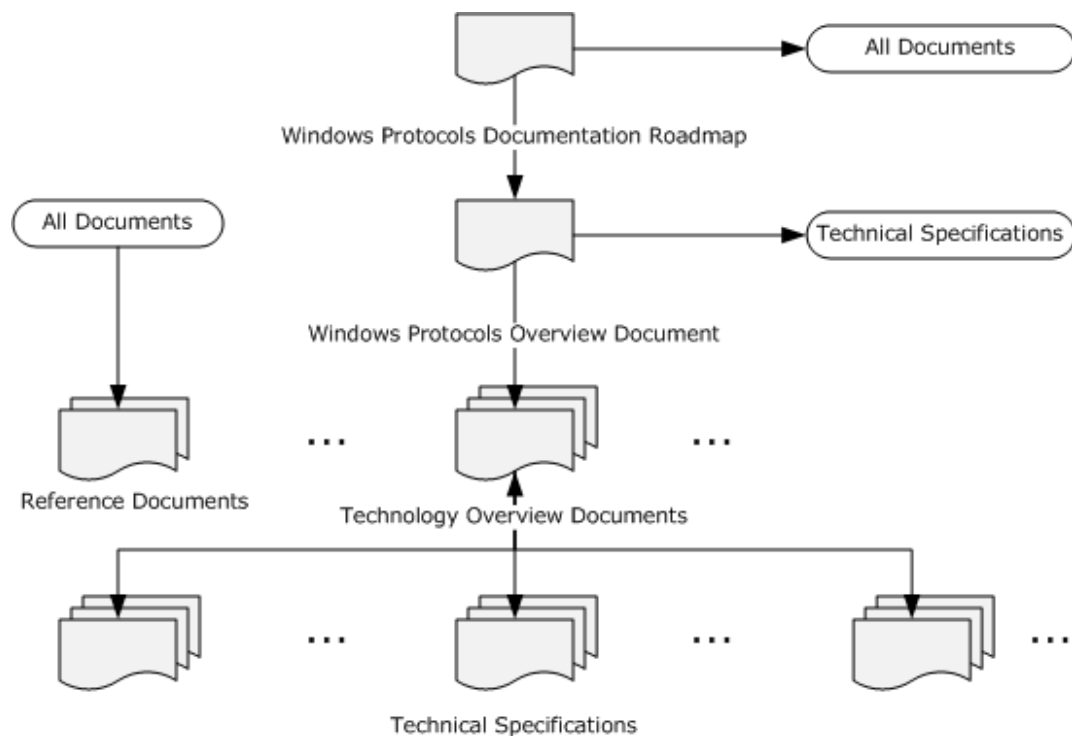 All Documents
Windows Protocols Documentation Roadmap
All Documents
Technical Specifications
Windows Protocols Overview Document
... ...
Reference Documents
Technology Overview Documents
... ... ...
Technical Specifications